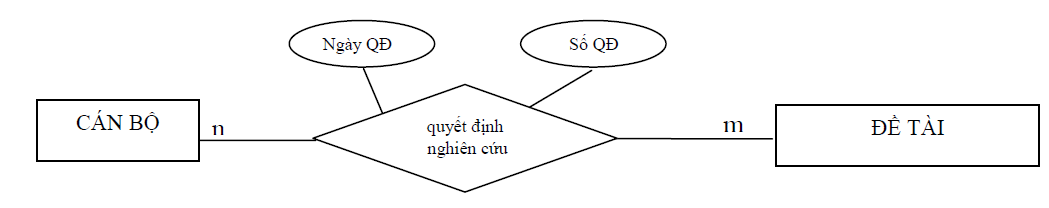 Ngày QĐ
Số QĐ
CÁN BỘ
n
quyết định
nghiên cứu
m
ĐỀ TÀI